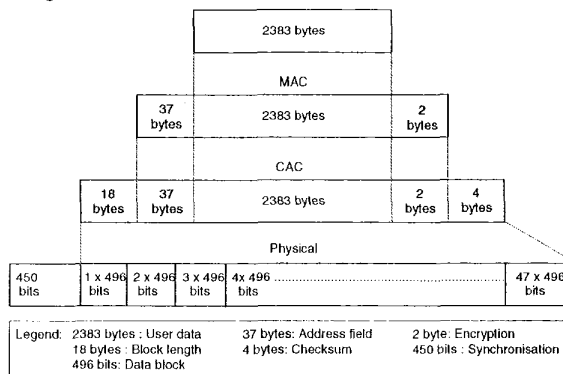 2383 bytes
MAC
37 bytes 2383 bytes 2 bytes
CAC
18 bytes 37 bytes 2383 bytes 2 bytes 4 bytes
Physical
450 bits 1 x 496 bits 2 x 496 bits 3 x 496 bits 4x 496 bits 47 x 496 bits
Legend: 2383 bytes : User data 37 bytes: Address field 2 byte: Encryption
18 bytes : Block length 4 bytes: Checksum 450 bits : Synchronisation
496 bits: Data block